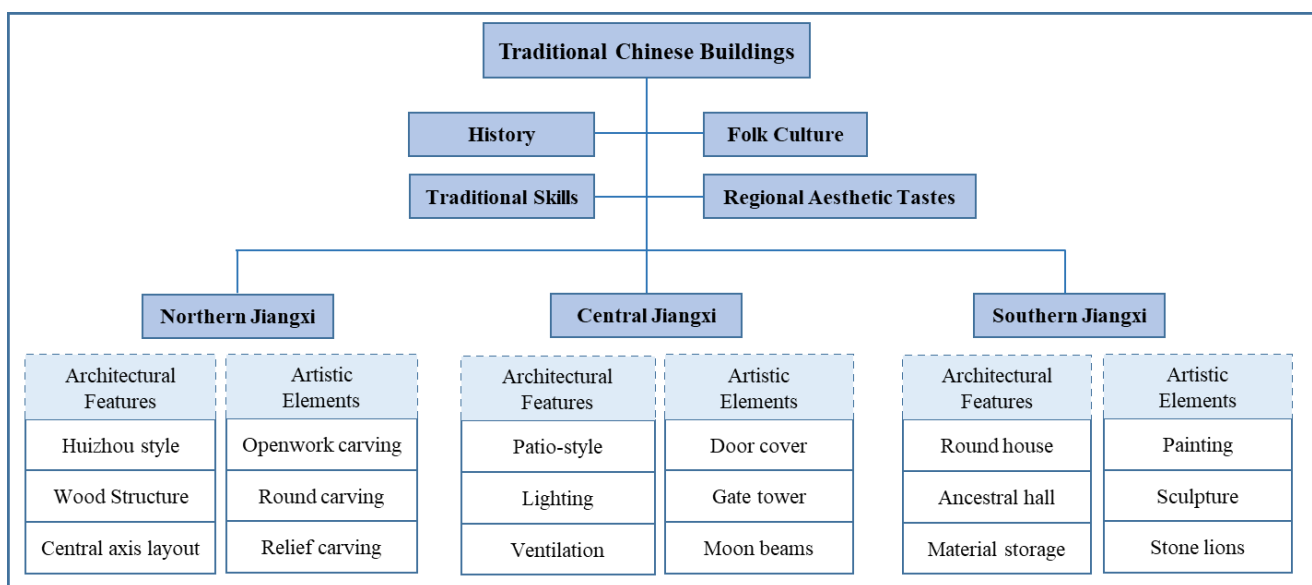 Traditional Chinese Buildings
History
Folk Culture
Traditional Skills
Regional Aesthetic Tastes
Northern Jiangxi
Central Jiangxi
Southern Jiangxi
Architectural
Features
Huizhou style
Wood Structure
Central axis layout
Artistic
Elements
Openwork carving
Round carving
Relief carving
Architectural
Features
Patio-style
Lighting
Ventilation
Artistic
Elements
Door cover
Gate tower
Moon beams
Architectural
Features
Round house
Ancestral hall
Material storage
Artistic
Elements
Painting
Sculpture
Stone lions